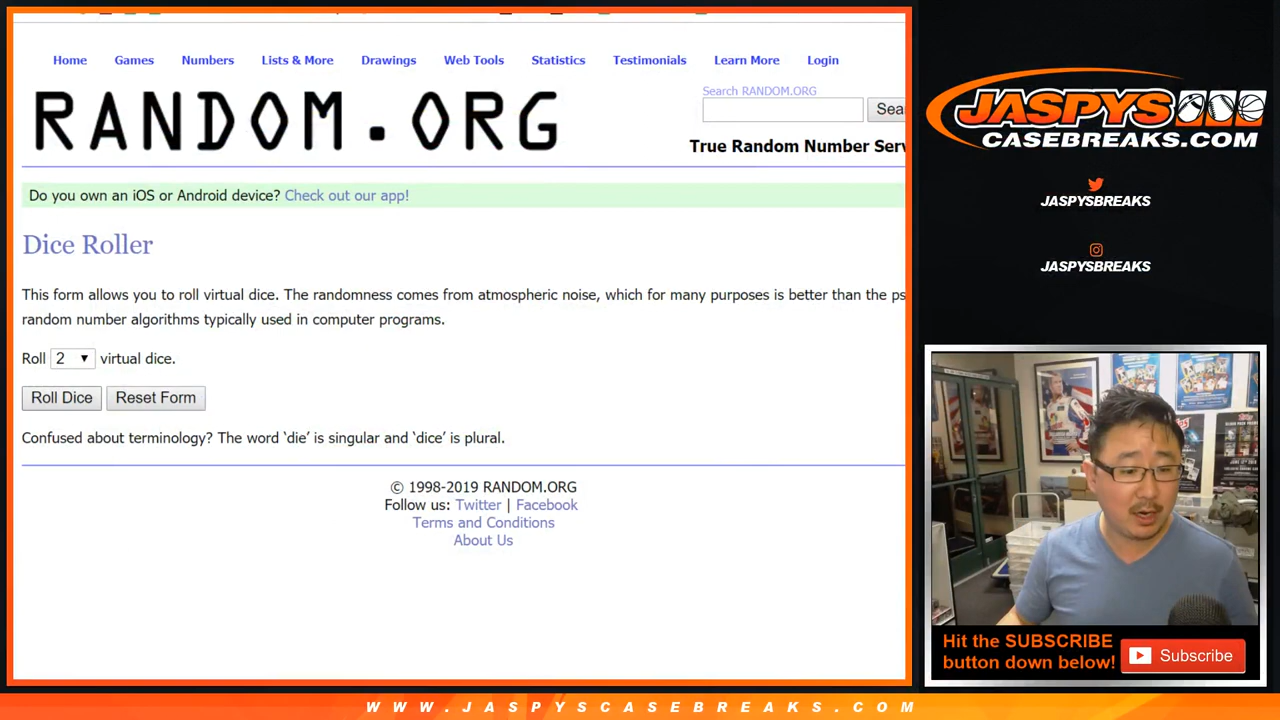 Home Games Numbers Lists & More Drawings Web Tools Statistics Testimonials Learn More Login
RANDOM.ORG
Search RANDOM.ORG
Sea
True Random Number Serv
Do you own an iOS or Android device? Check out our app!
Dice Roller
This form allows you to roll virtual dice. The randomness comes from atmospheric noise, which for many purposes is better than the ps
random number algorithms typically used in computer programs.
Roll 2 virtual dice.
Roll Dice Reset Form
Confused about terminology? The word ‘die’ is singular and ‘dice’ is plural.
© 1998-2019 RANDOM.ORG
Follow us: Twitter | Facebook
Terms and Conditions
About Us
JASPYS
CASEBREAKS.COM
JASPYSBREAKS
JASPYSBREAKS
Hit the SUBSCRIBE
button down below!
Subscribe
WWW.JASPYSCASEBREAKS.COM